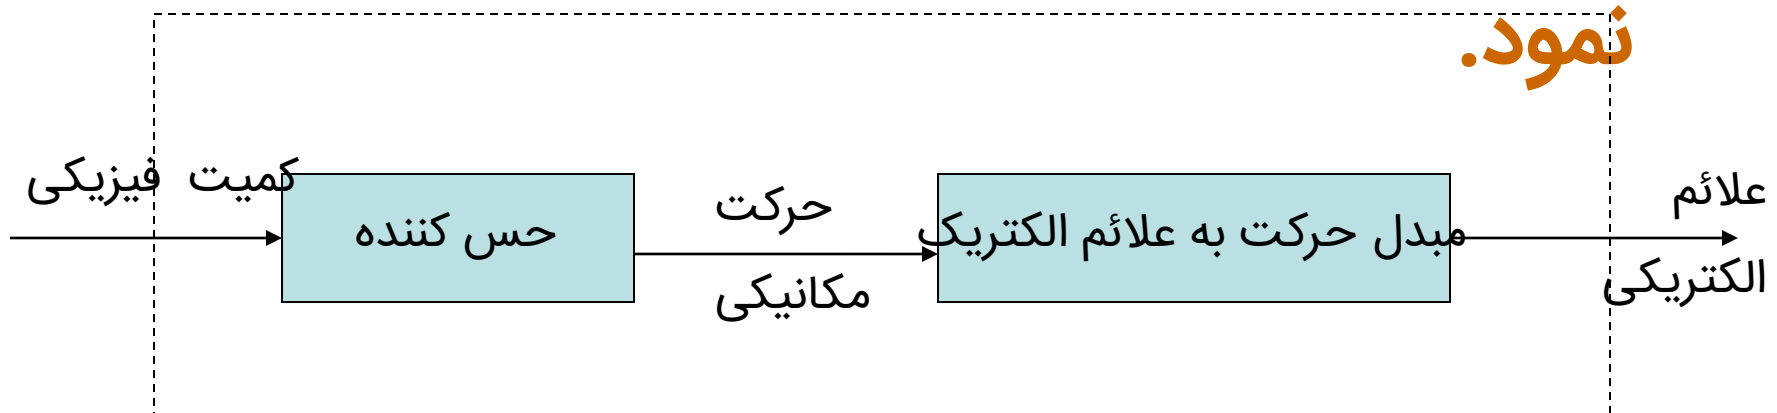 نمود.
کمیت فیزیکی
حس کننده
حرکت
مکانیکی
مبدل حرکت به علائم الکتریک
علائم
الکتریکی